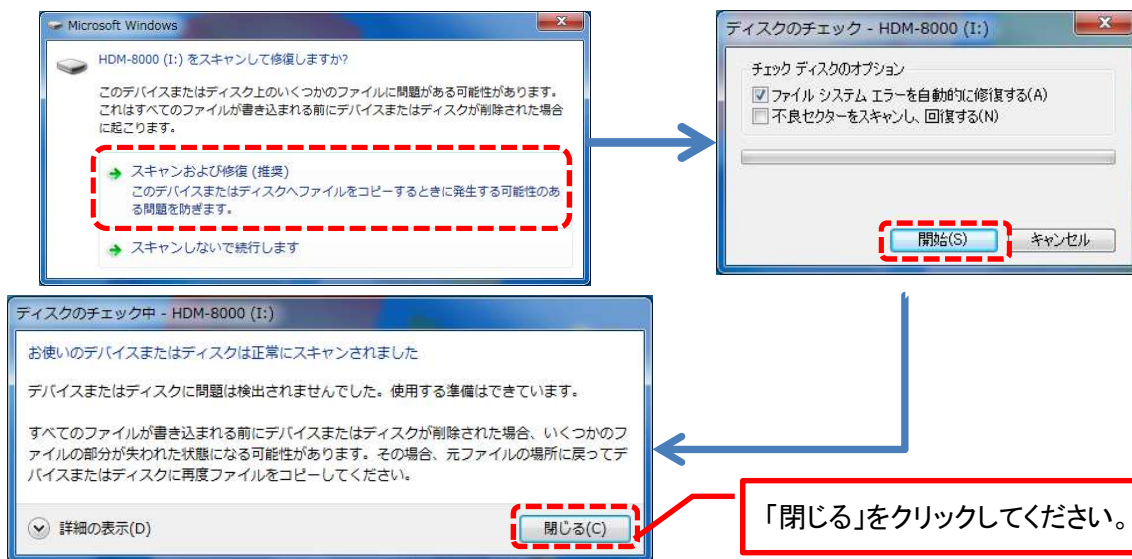 Microsoft Windows
HDM-8000 (I:) をスキャンして修復しますか?
このデバイスまたはディスク上のいくつかのファイルに問題がある可能性があります。
これはすべてのファイルが書き込まれる前にデバイスまたはディスクが削除された場合
に起こります。
スキャンおよび修復 (推奨)
このデバイスまたはディスクへファイルをコピーするときに発生する可能性のあ
る問題を防ぎます。
スキャンしないで続行します
ディスクのチェック - HDM-8000 (I:)
チェック ディスクのオプション
ファイル システム エラーを自動的に修復する(A)
不良セクターをスキャンし、回復する(N)
開始(S)
キャンセル
ディスクのチェック中 - HDM-8000 (I:)
お使いのデバイスまたはディスクは正常にスキャンされました
デバイスまたはディスクに問題は検出されませんでした。使用する準備はできています。
すべてのファイルが書き込まれる前にデバイスまたはディスクが削除された場合、いくつかのフ
ァイルの部分が失われた状態になる可能性があります。その場合、元ファイルの場所に戻ってデ
バイスまたはディスクに再度ファイルをコピーしてください。
詳細の表示(D)
閉じる(C)
「閉じる」をクリックしてください。